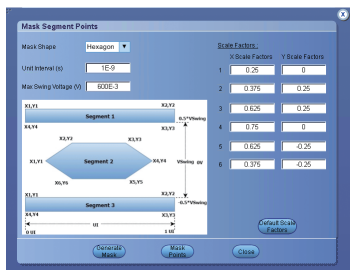 Mask Segment Points
Mask Shape
Hexagon
Unit Interval (s)
1E-9
Max Swing Voltage (V)
600E-3
Scale Factors :
X Scale Factors
Y Scale Factors
1 0.25 0
2 0.375 0.25
3 0.625 0.25
4 0.75 0
5 0.625 -0.25
6 0.375 -0.25
X1,Y1
X2,Y2
Segment 1
0.5*VSwing
X4,Y4
X3,Y3
X2,Y2
X3,Y3
X1,Y1
Segment 2
X4,Y4
VSwing
0V
X6,Y6
X5,Y5
X1,Y1
X2,Y2
Segment 3
-0.5*VSwing
X4,Y4
X3,Y3
UI
0 UI
1 UI
Default Scale
Factors
Generate
Mask
Mask
Points
Close